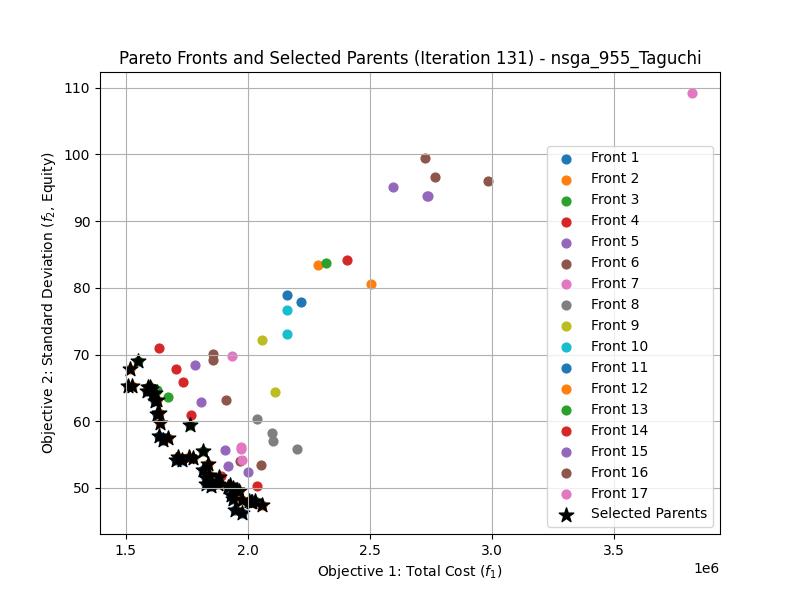 Pareto Fronts and Selected Parents (Iteration 131) - nsga_955_Taguchi
Objective 2: Standard Deviation (f2, Equity)
110
100
90
80
70
60
50
1.5
2.0
2.5
3.0
3.5
1e6
Objective 1: Total Cost (f1)
Front 1
Front 2
Front 3
Front 4
Front 5
Front 6
Front 7
Front 8
Front 9
Front 10
Front 11
Front 12
Front 13
Front 14
Front 15
Front 16
Front 17
Selected Parents